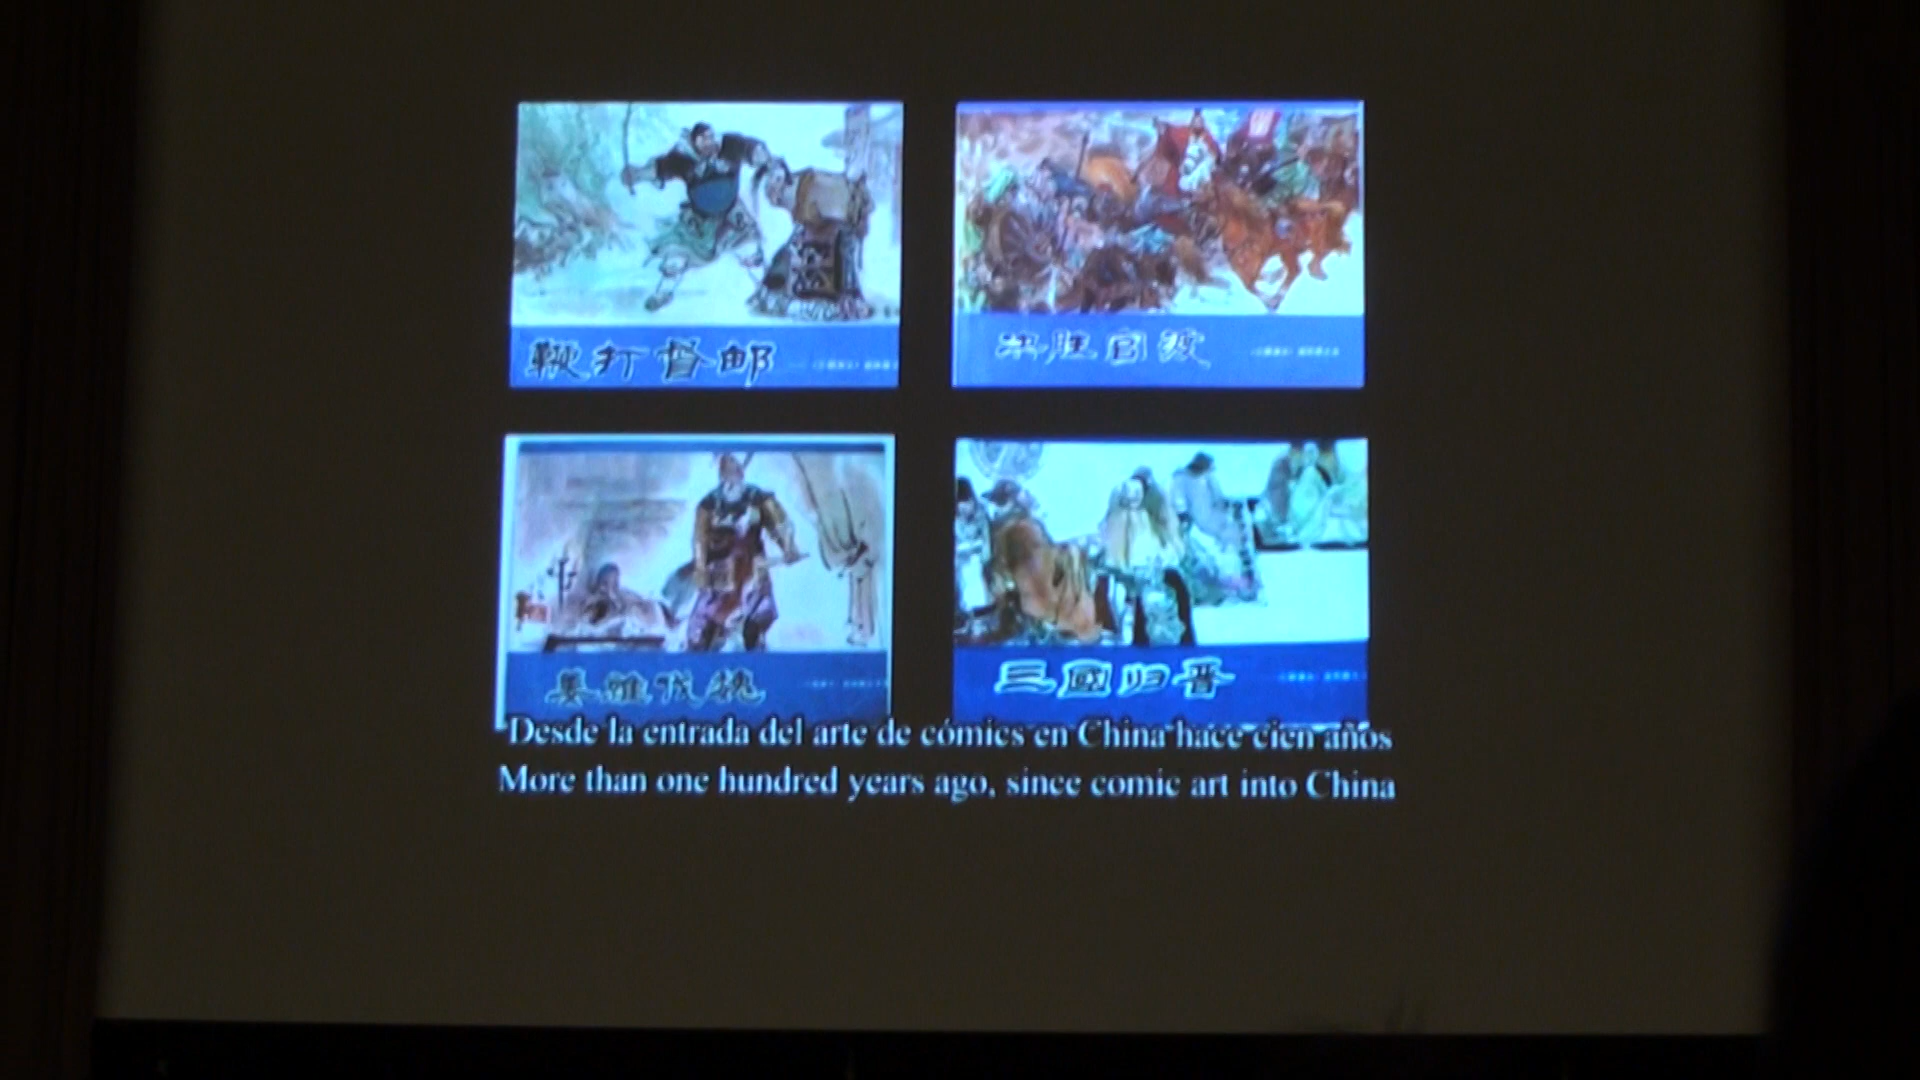 鞭打督邮
决胜官渡
姜维伐魏
三國归晋
Desde la entrada del arte de cómics en China hace cien años
More than one hundred years ago, since comic art into China